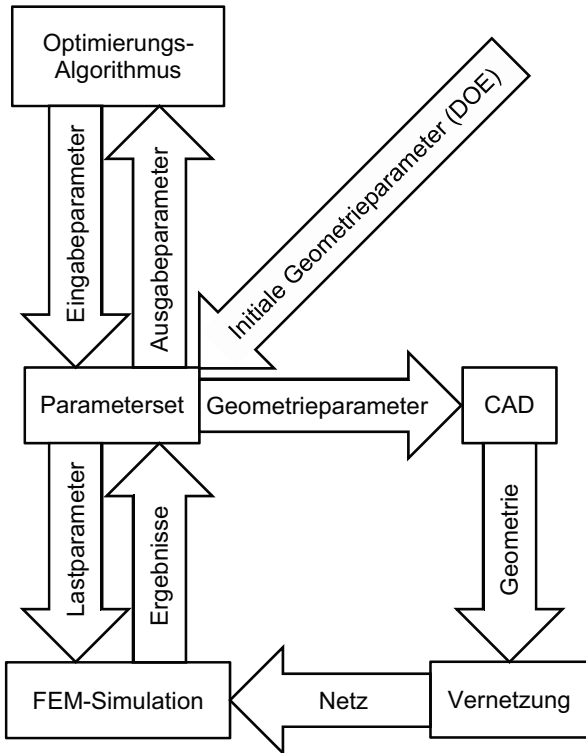 Optimierungs-
Algorithmus
Eingabeparameter
Ausgabeparameter
Initiale Geometrieparameter (DOE)
Parameterset
Geometrieparameter
CAD
Lastparameter
Ergebnisse
Geometrie
FEM-Simulation
Netz
Vernetzung